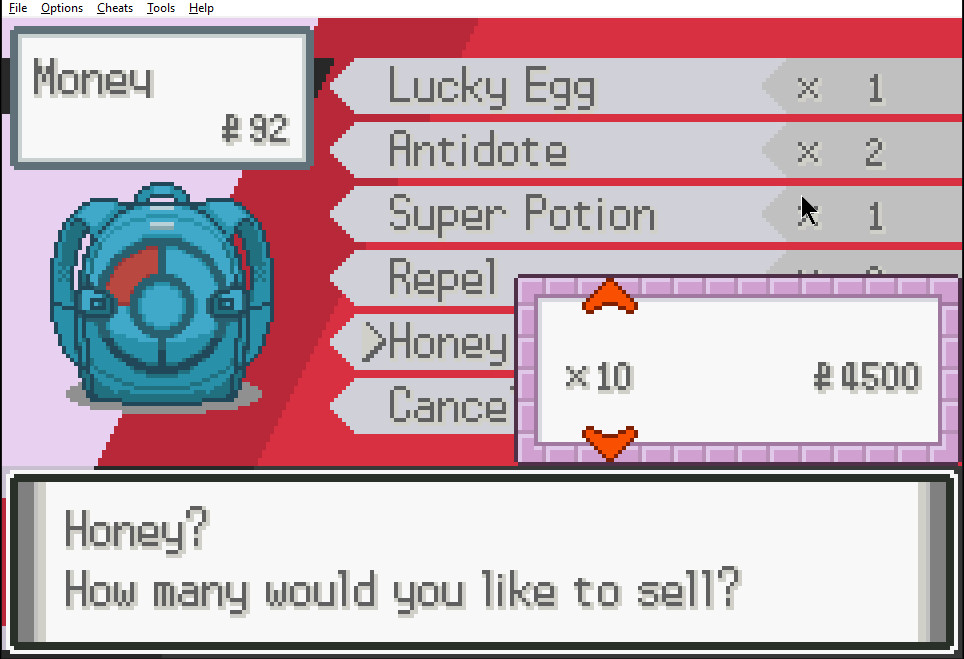 File Options Cheats Tools Help
Money
₽92
Lucky Egg × 1
Antidote × 2
Super Potion × 1
Repel
Honey
Cance
×10 ₽4500
Honey?
How many would you like to sell?